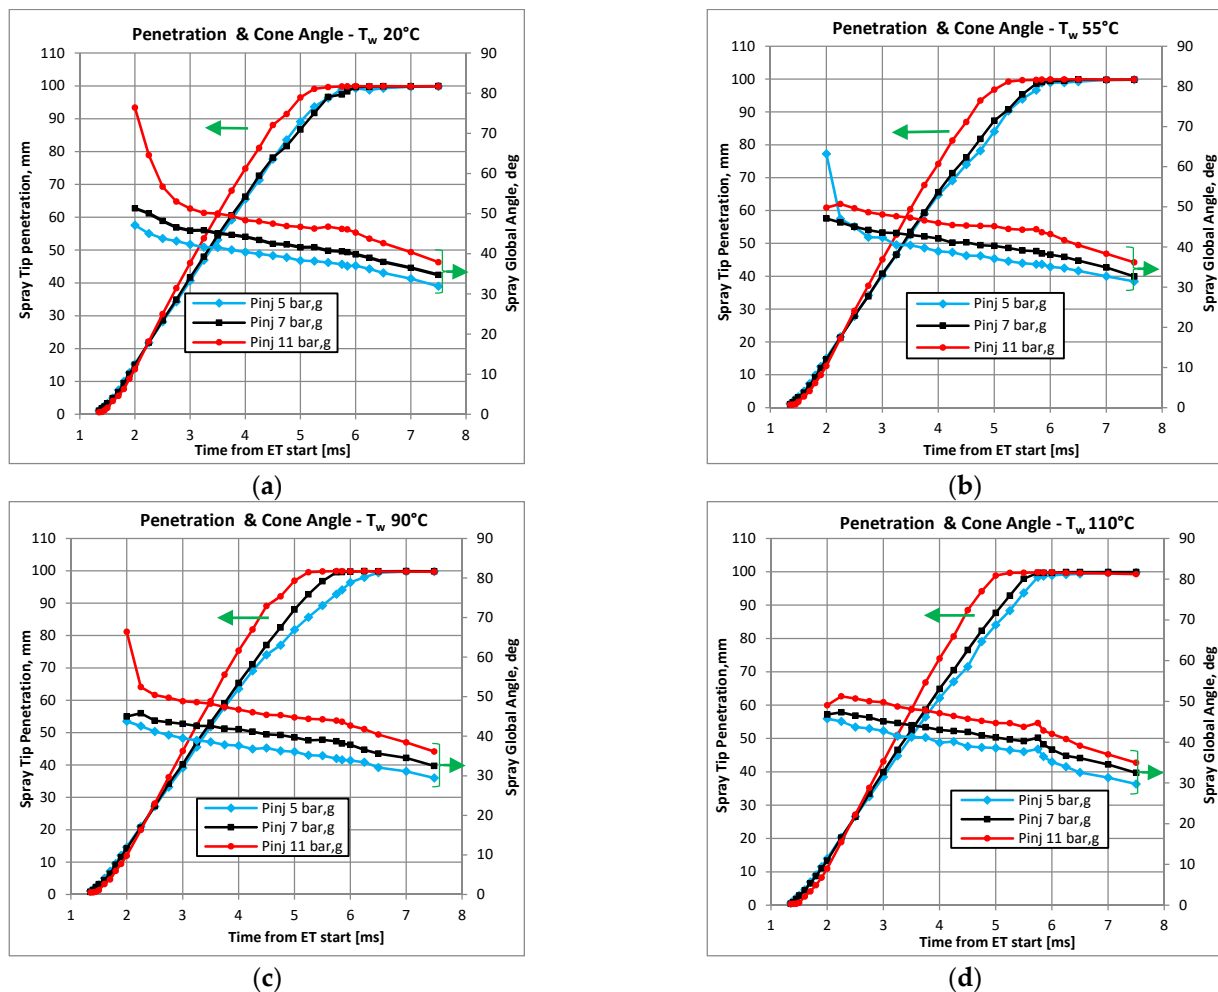 Penetration & Cone Angle - Tw 20°C
110
100
90
80
70
60
50
40
30
20
10
0
Spray Tip penetration, mm
90
80
70
60
50
40
30
20
10
0
Spray Global Angle, deg
Pinj 5 bar,g
Pinj 7 bar,g
Pinj 11 bar,g
1 2 3 4 5 6 7 8
Time from ET start [ms]
(a)
Penetration & Cone Angle - Tw 55°C
110
100
90
80
70
60
50
40
30
20
10
0
Spray Tip Penetration, mm
90
80
70
60
50
40
30
20
10
0
Spray Global Angle, deg
Pinj 5 bar,g
Pinj 7 bar,g
Pinj 11 bar,g
1 2 3 4 5 6 7 8
Time from ET start [ms]
(b)
Penetration & Cone Angle - Tw 90°C
110
100
90
80
70
60
50
40
30
20
10
0
Spray Tip Penetration, mm
90
80
70
60
50
40
30
20
10
0
Spray Global Angle, deg
Pinj 5 bar,g
Pinj 7 bar,g
Pinj 11 bar,g
1 2 3 4 5 6 7 8
Time from ET start [ms]
(c)
Penetration & Cone Angle - Tw 110°C
110
100
90
80
70
60
50
40
30
20
10
0
Spray Tip Penetration,mm
90
80
70
60
50
40
30
20
10
0
Spray Global Angle, deg
Pinj 5 bar,g
Pinj 7 bar,g
Pinj 11 bar,g
1 2 3 4 5 6 7 8
Time from ET start [ms]
(d)